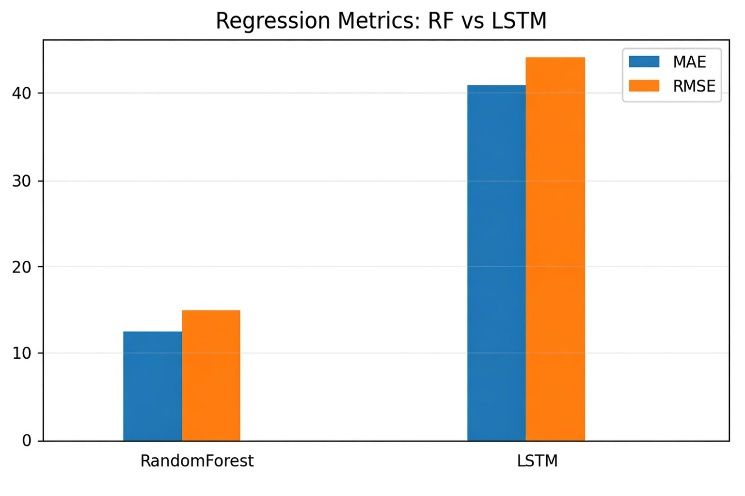 Regression Metrics: RF vs LSTM
MAE
RMSE
40
30
20
10
0
RandomForest
LSTM